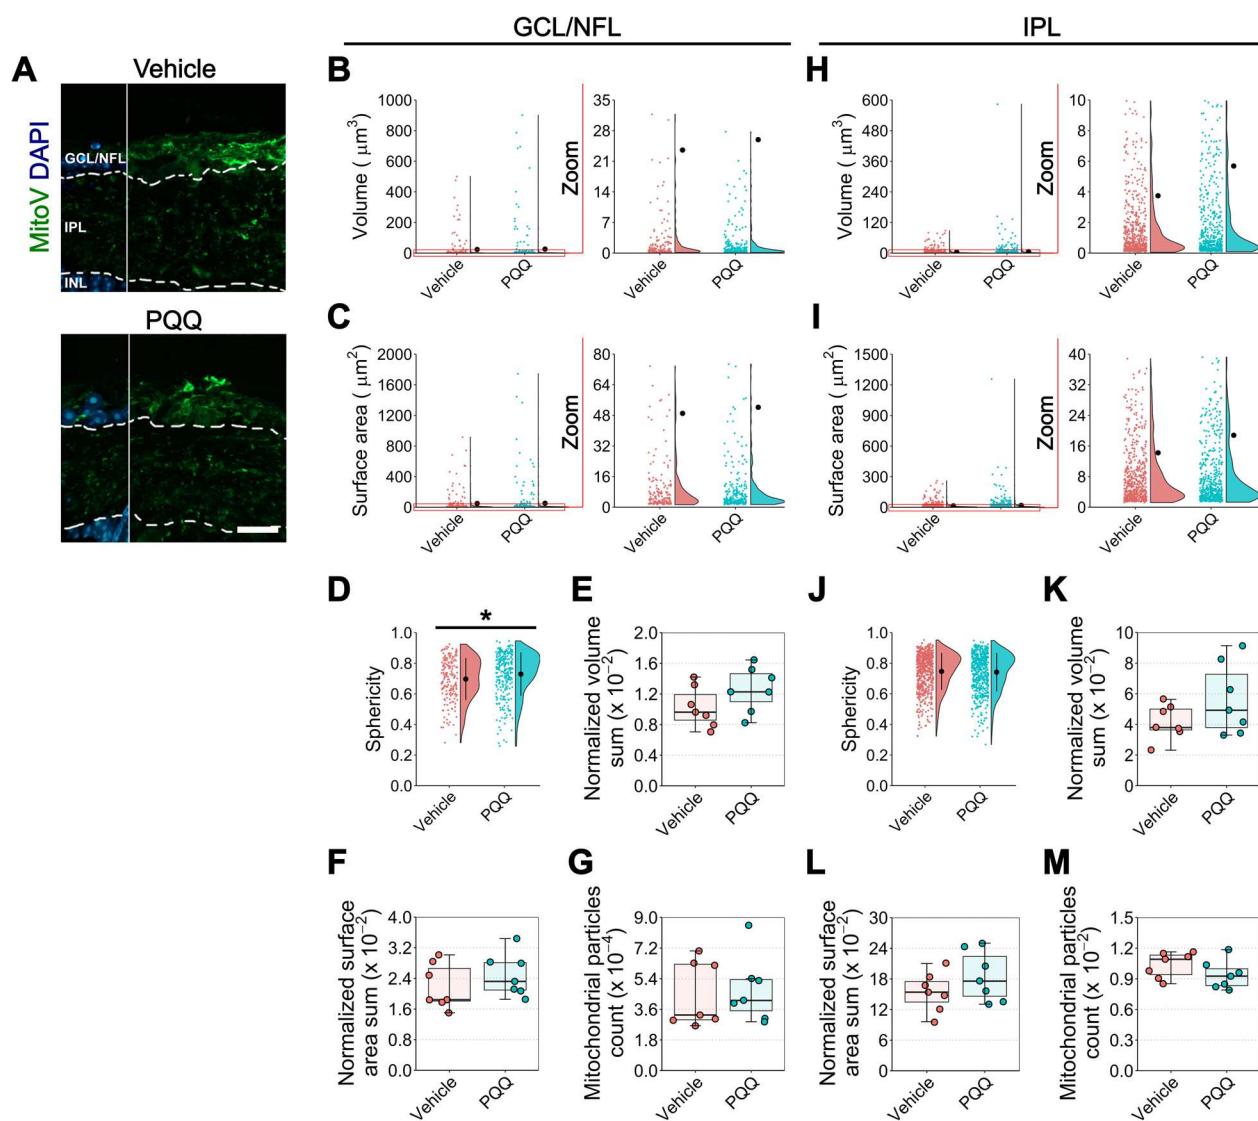 GCL/NFL
IPL
A
Vehicle
MitoV DAPI
GCL/NFL
IPL
INL
PQQ
B
Volume ( μm³)
1000
800
600
400
200
0
Vehicle
PQQ
Zoom
35
28
21
14
7
0
Vehicle
PQQ
H
Volume ( μm³)
600
480
360
240
120
0
Vehicle
PQQ
Zoom
10
8
6
4
2
0
Vehicle
PQQ
C
Surface area ( μm²)
2000
1600
1200
800
400
0
Vehicle
PQQ
Zoom
80
64
48
32
16
0
Vehicle
PQQ
I
Surface area ( μm²)
1500
1200
900
600
300
0
Vehicle
PQQ
Zoom
40
32
24
16
8
0
Vehicle
PQQ
D
Sphericity
1.0
0.8
0.6
0.4
0.2
0.0
*
Vehicle
PQQ
E
Normalized volume
sum (x 10⁻²)
2.0
1.6
1.2
0.8
0.4
0.0
Vehicle
PQQ
J
Sphericity
1.0
0.8
0.6
0.4
0.2
0.0
Vehicle
PQQ
K
Normalized volume
sum (x 10⁻²)
10
8
6
4
2
0
Vehicle
PQQ
F
Normalized surface
area sum (x 10⁻²)
4.0
3.2
2.4
1.6
0.8
0.0
Vehicle
PQQ
G
Mitochondrial particles
count (x 10⁻⁴)
9.0
7.2
5.4
3.6
1.8
0.0
Vehicle
PQQ
L
Normalized surface
area sum (x 10⁻²)
30
24
18
12
6
0
Vehicle
PQQ
M
Mitochondrial particles
count (x 10⁻²)
1.5
1.2
0.9
0.6
0.3
0.0
Vehicle
PQQ